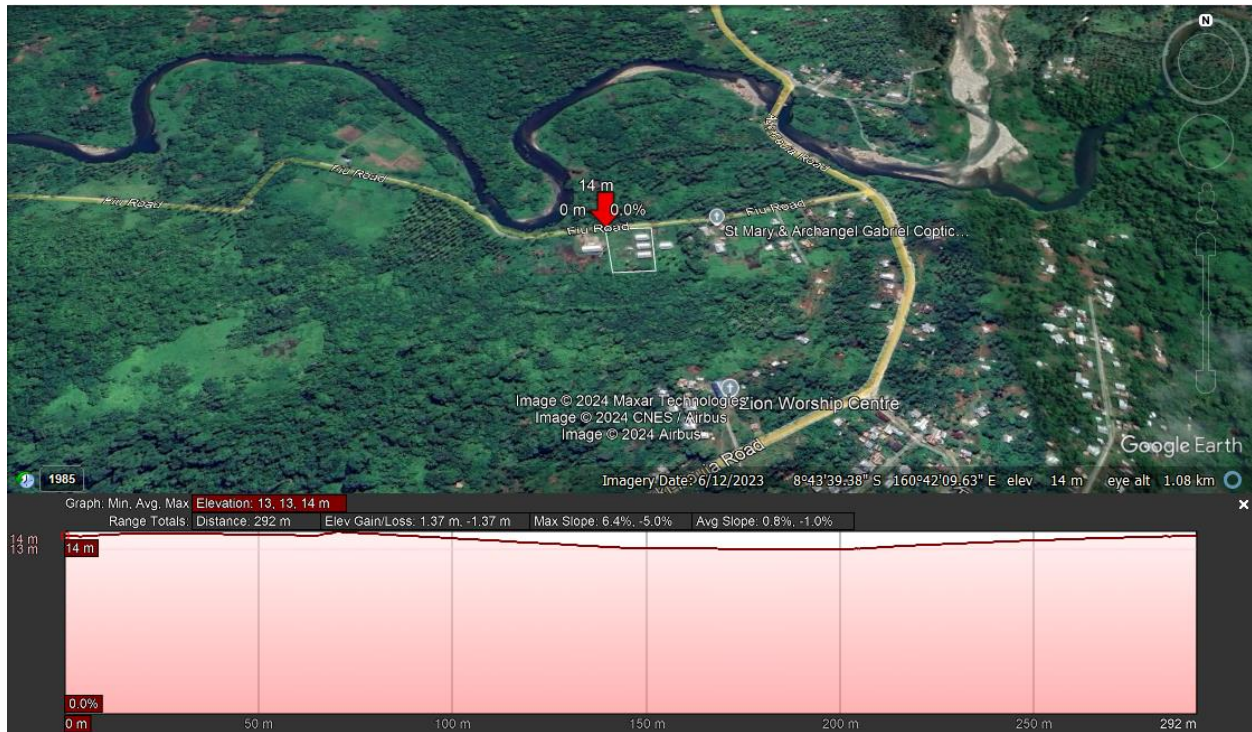 N
Fiu Road
Fiu Road
14 m
0 m 0.0%
Fiu Road
Fiu Road
St Mary & Archangel Gabriel Coptic...
Image © 2024 Maxar Technologies
Zion Worship Centre
Image © 2024 CNES / Airbus
Image © 2024 Airbus
Google Earth
1985
Imagery Date: 6/12/2023 8°43'39.38" S 160°42'09.63" E elev 14 m eye alt 1.08 km
Graph: Min, Avg, Max Elevation: 13, 13, 14 m
Range Totals: Distance: 292 m Elev Gain/Loss: 1.37 m, -1.37 m Max Slope: 6.4%, -5.0% Avg Slope: 0.8%, -1.0%
14 m
13 m
14 m
0.0%
0 m 50 m 100 m 150 m 200 m 250 m 292 m